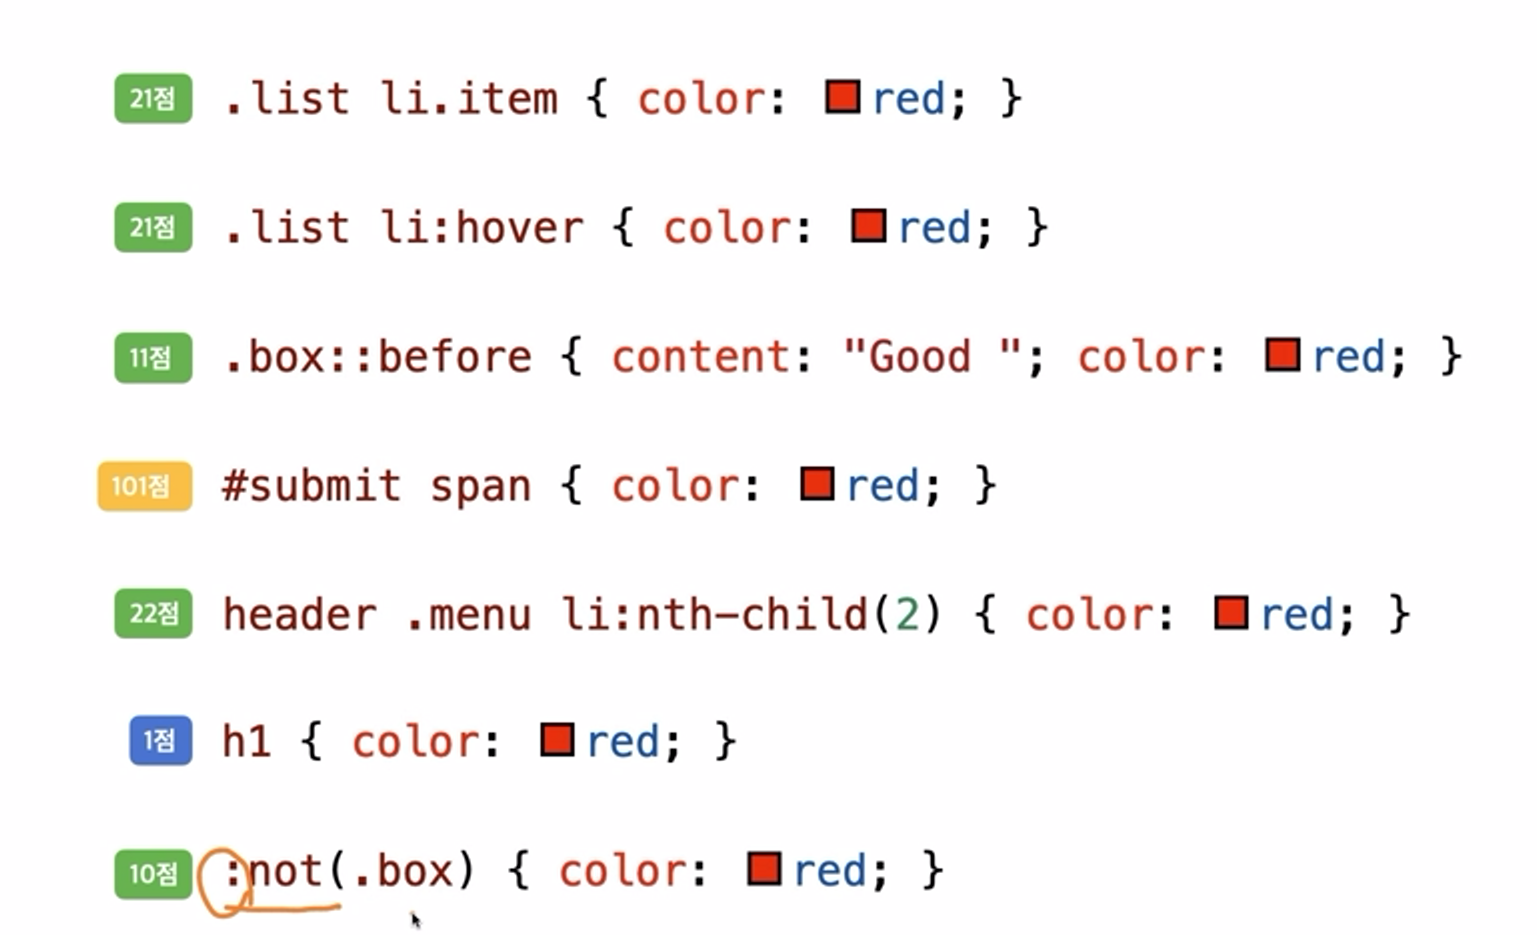 21점 .list li.item { color: red; }
21점 .list li:hover { color: red; }
11점 .box::before { content: "Good "; color: red; }
101점 #submit span { color: red; }
22점 header .menu li:nth-child(2) { color: red; }
1점 h1 { color: red; }
10점 :not(.box) { color: red; }